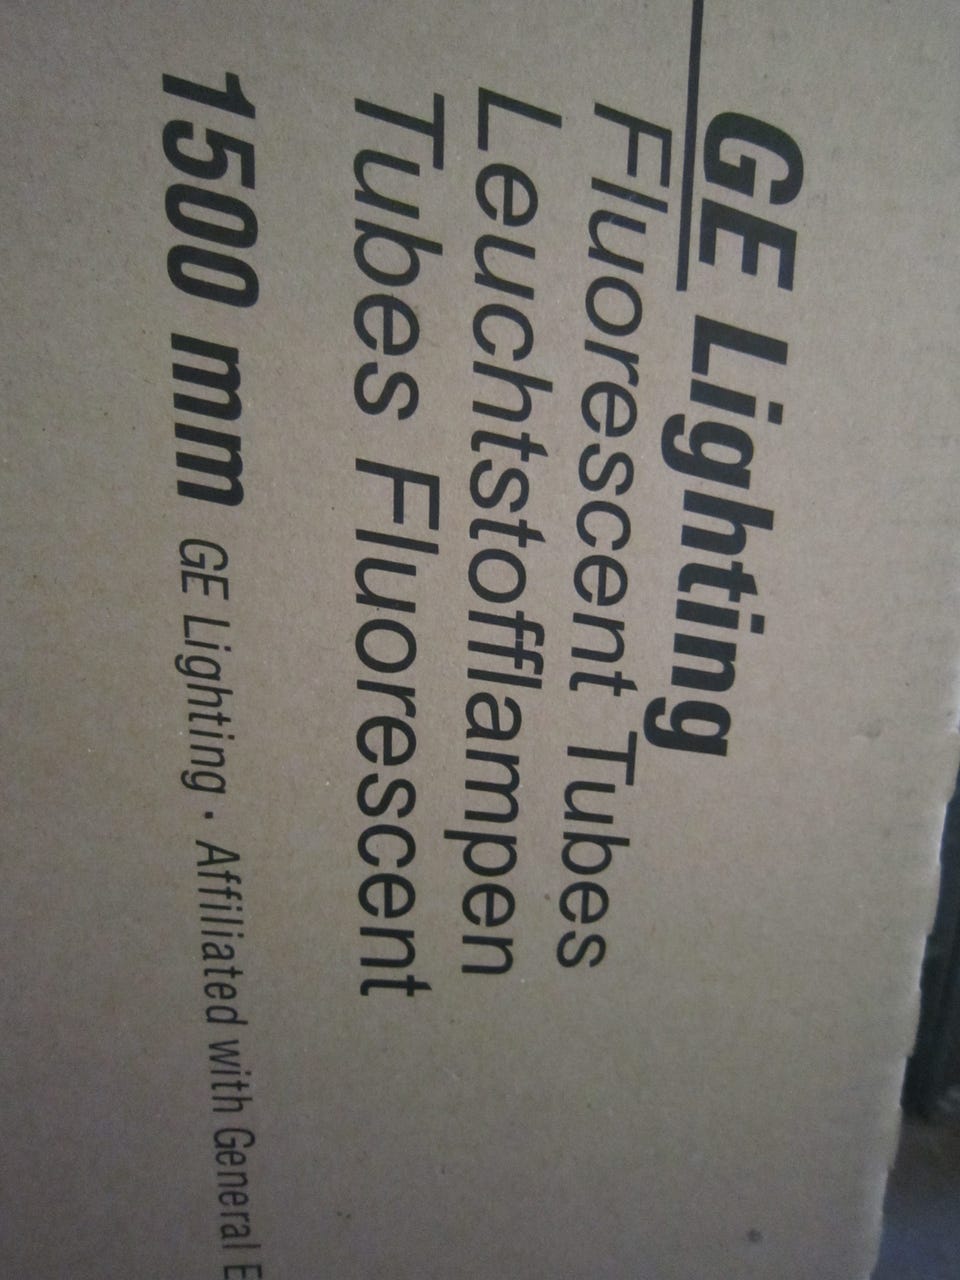 GE Lighting
Fluorescent Tubes
Leuchtstofflampen
Tubes Fluorescent
1500 mm GE Lighting · Affiliated with General E